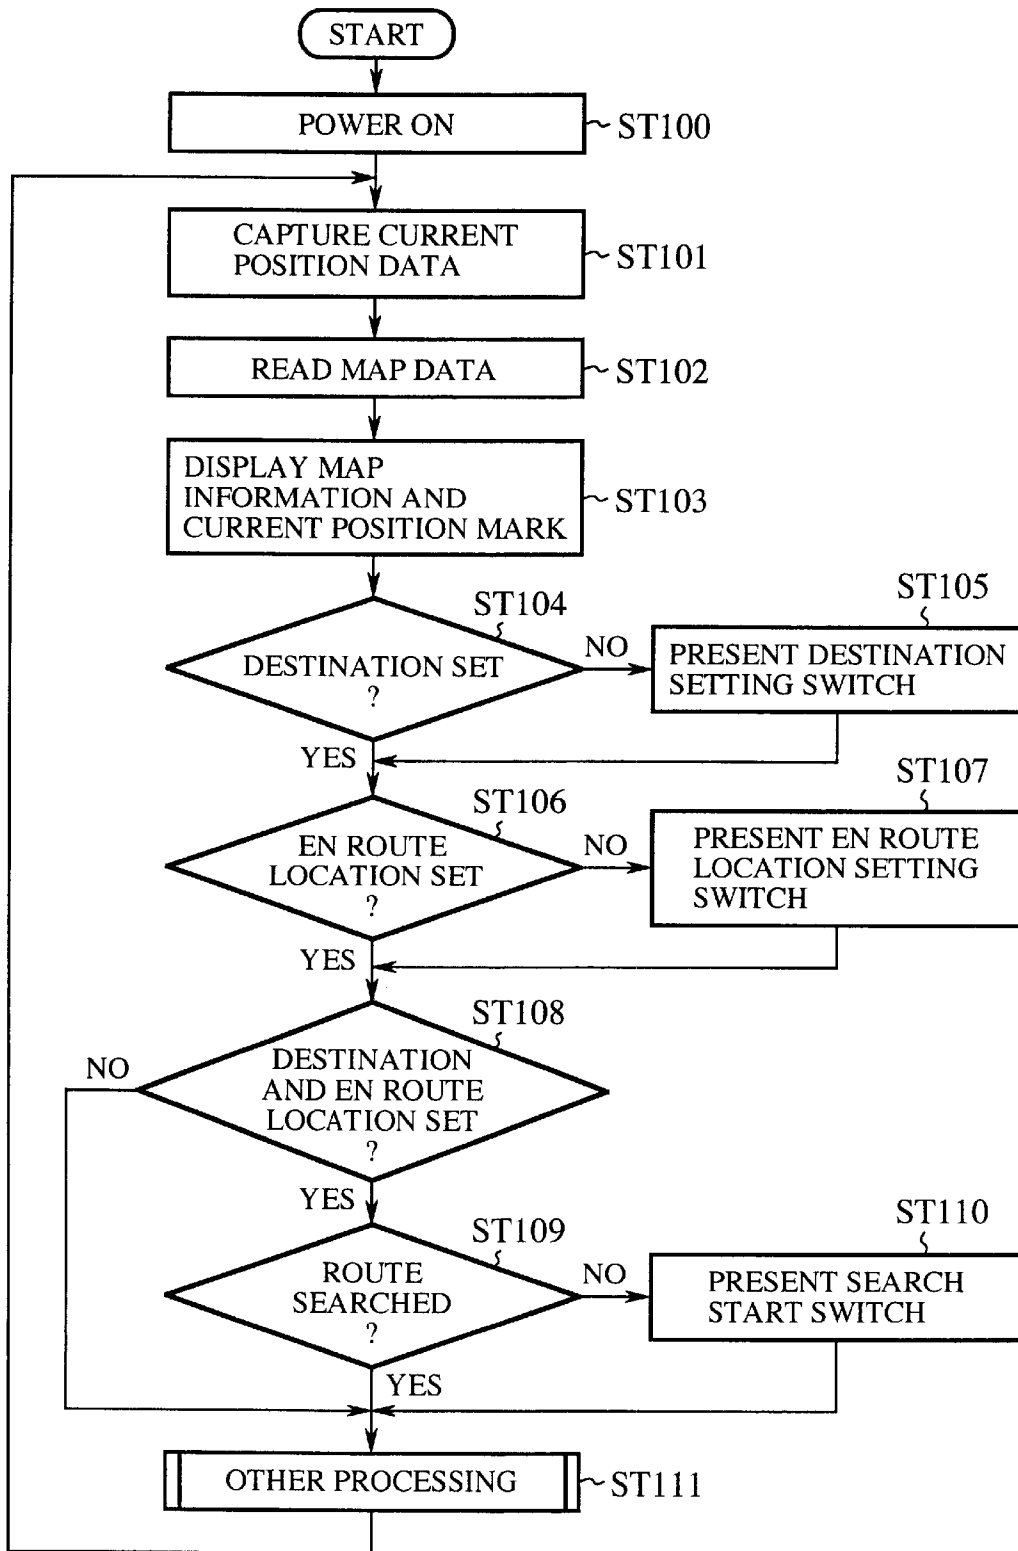 START
POWER ON
ST100
CAPTURE CURRENT
POSITION DATA
ST101
READ MAP DATA
ST102
DISPLAY MAP
INFORMATION AND
CURRENT POSITION MARK
ST103
ST104
DESTINATION SET
?
NO
ST105
PRESENT DESTINATION
SETTING SWITCH
YES
ST106
EN ROUTE
LOCATION SET
?
NO
ST107
PRESENT EN ROUTE
LOCATION SETTING
SWITCH
YES
ST108
DESTINATION
AND EN ROUTE
LOCATION SET
?
NO
YES
ST109
ROUTE
SEARCHED
?
NO
ST110
PRESENT SEARCH
START SWITCH
YES
OTHER PROCESSING
ST111